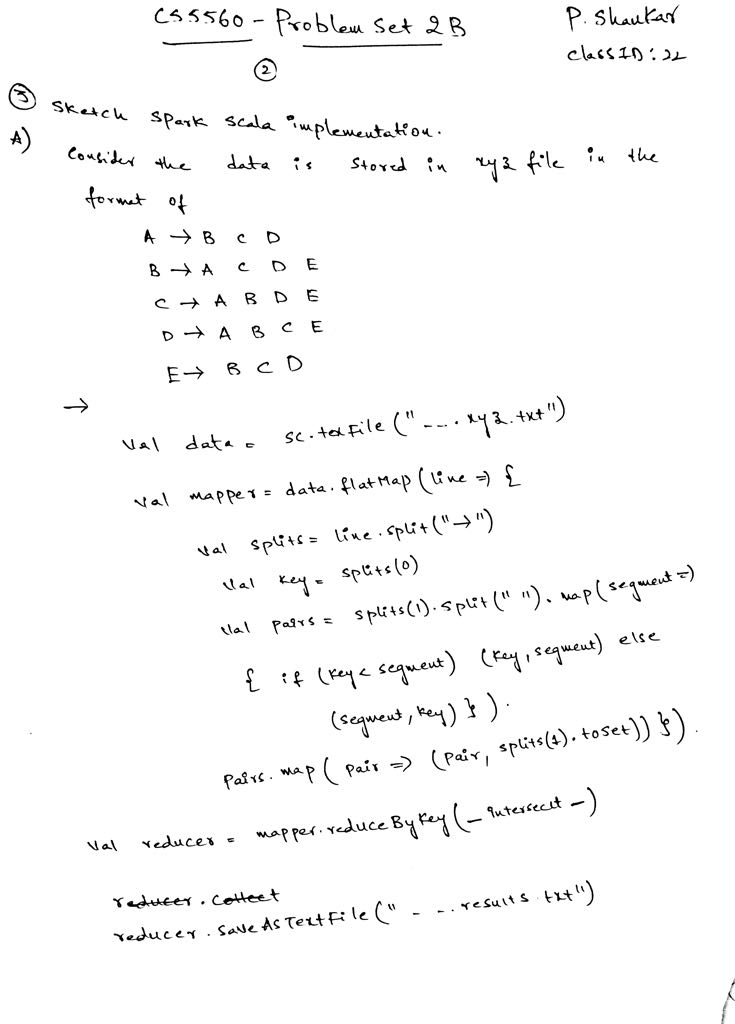 CS5560 - Problem Set 2B
P. Shankar
ClassID: 22
②
③ Sketch Spark Scala implementation.
A) Consider the data is stored in xyz file in the
format of
A → B C D
B → A C D E
C → A B D E
D → A B C E
E → B C D
→
Val data = sc.texFile ("--. xyz.txt")
Val mapper = data.flatMap (line => {
Val splits = line.split("→")
Val key = splits(0)
Val pairs = splits(1).split(" ").map(segment =>
{ if (key < segment) (key, segment) else
(segment, key) } ).
pairs.map ( pair => (pair, splits(1).toSet)) }).
Val reducer = mapper.reduceByKey(_ intersect _)
reducer.collect
reducer.saveAsTextFile(" - -. results.txt")